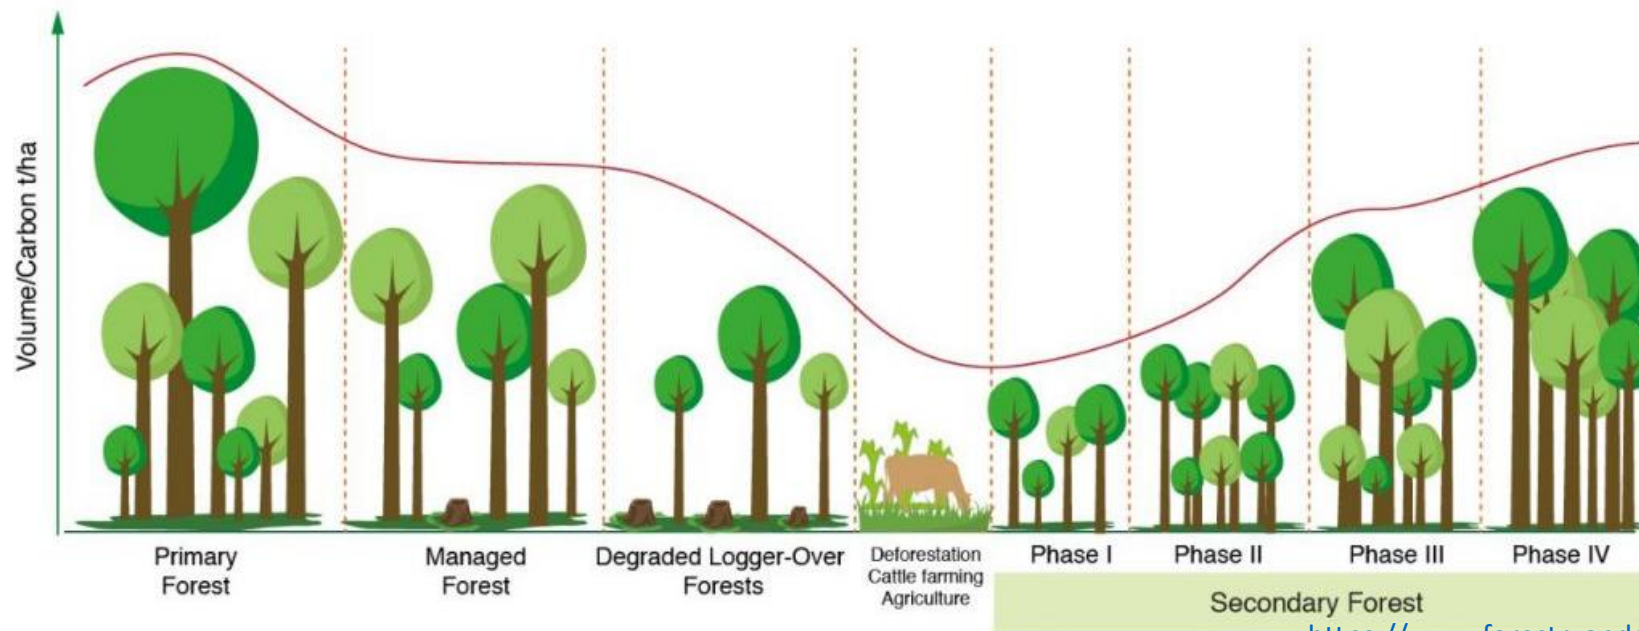 Volume/Carbon t/ha
Primary
Forest
Managed
Forest
Degraded Logger-Over
Forests
Deforestation
Cattle farming
Agriculture
Phase I
Phase II
Phase III
Phase IV
Secondary Forest